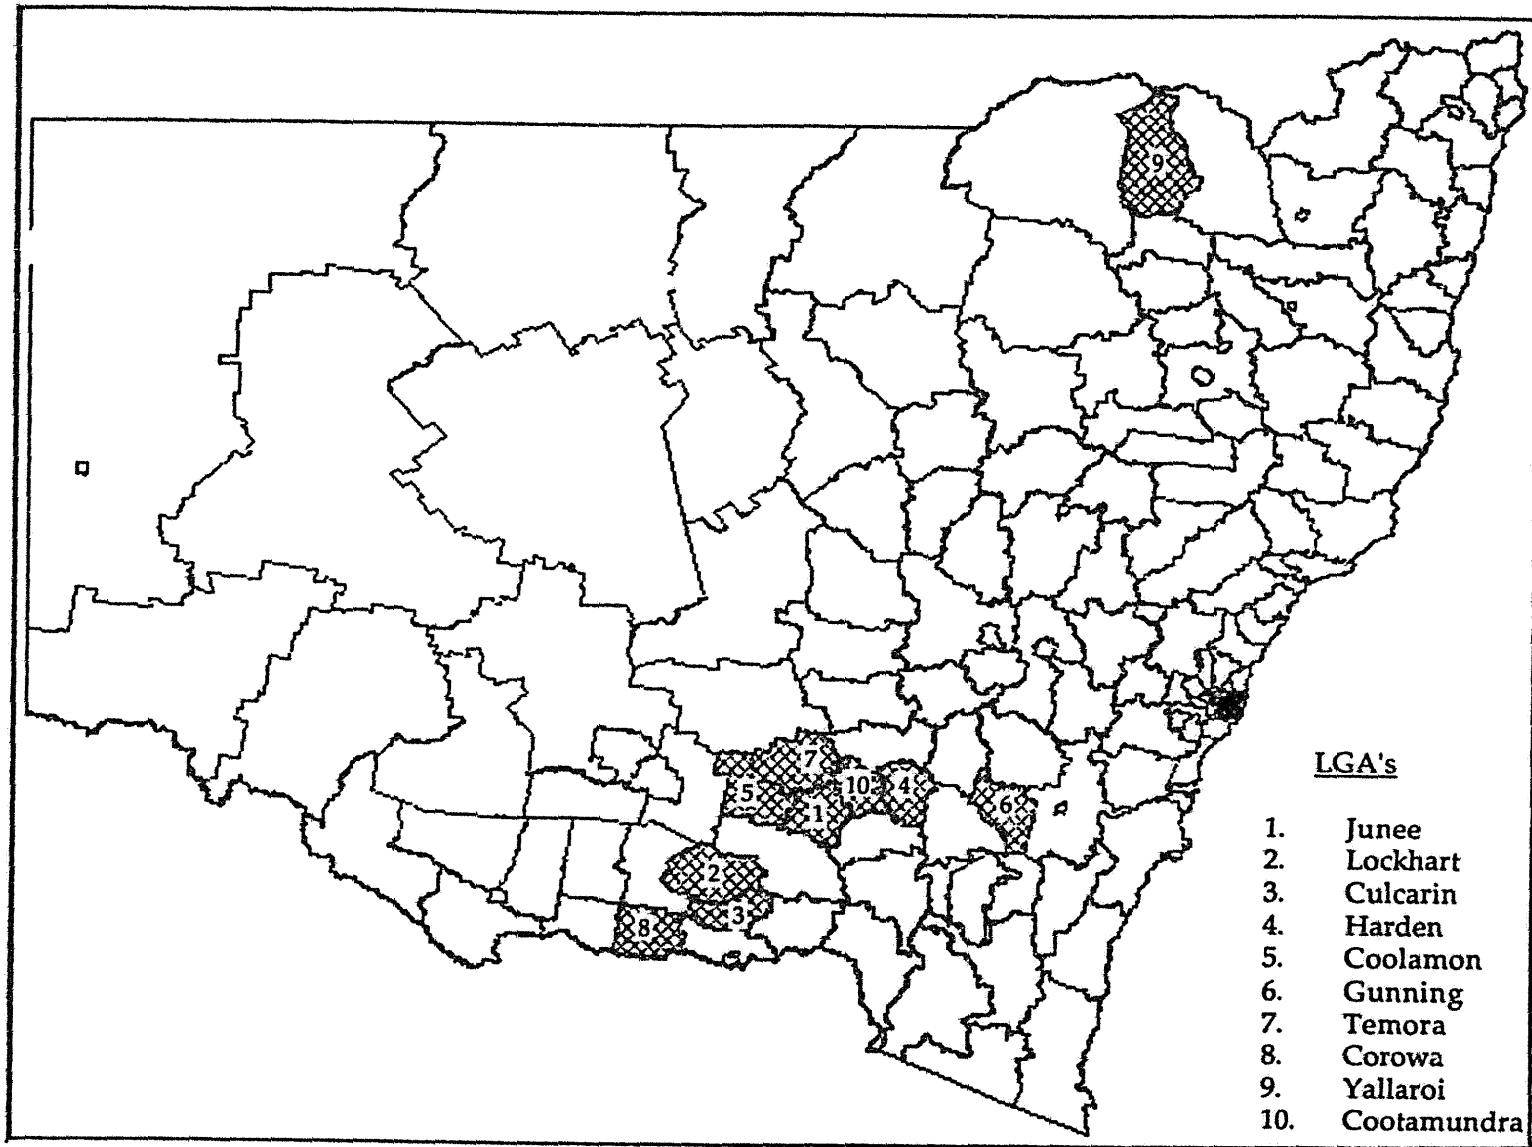 9
7
5
10
4
1
6
2
3
8
LGA's
1. Junee
2. Lockhart
3. Culcarin
4. Harden
5. Coolamon
6. Gunning
7. Temora
8. Corowa
9. Yallaroi
10. Cootamundra